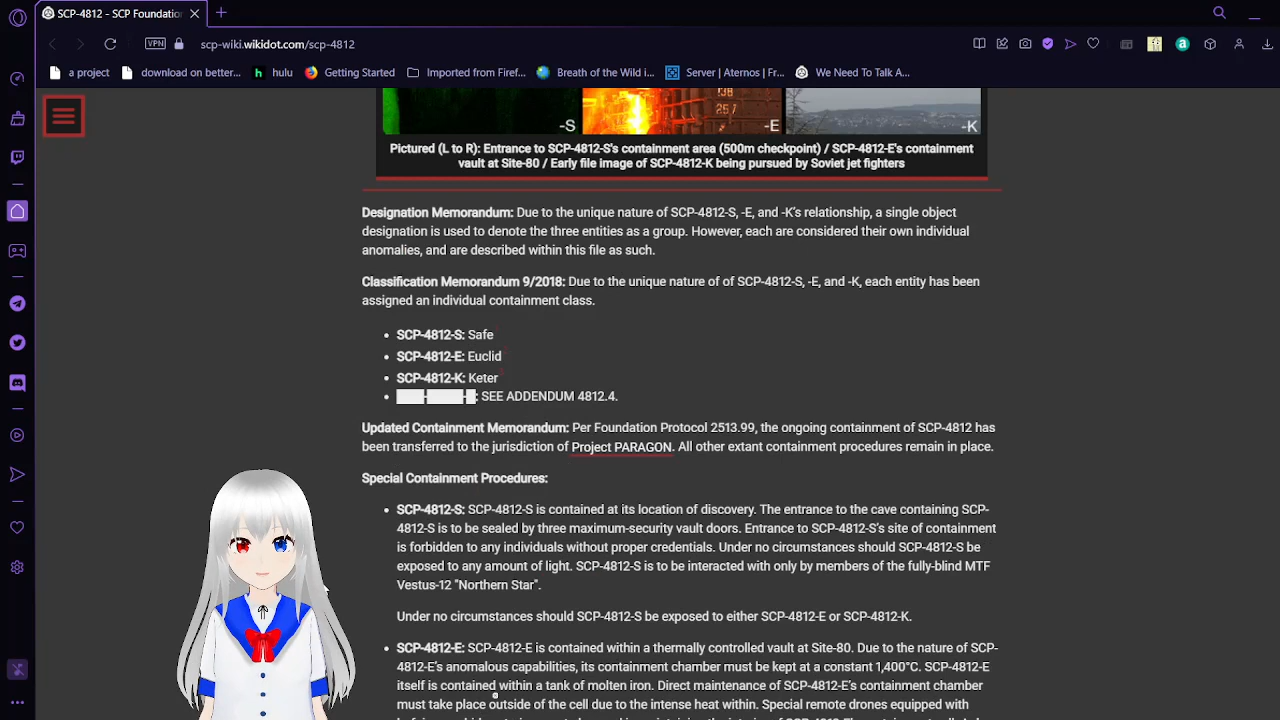 SCP-4812 - SCP Foundation
scp-wiki.wikidot.com/scp-4812
VPN
a project
download on better...
hulu
Getting Started
Imported from Firef...
Breath of the Wild i...
Server | Aternos | Fr...
We Need To Talk A...
-S
-E
-K
Pictured (L to R): Entrance to SCP-4812-S's containment area (500m checkpoint) / SCP-4812-E's containment
vault at Site-80 / Early file image of SCP-4812-K being pursued by Soviet jet fighters
Designation Memorandum: Due to the unique nature of SCP-4812-S, -E, and -K's relationship, a single object
designation is used to denote the three entities as a group. However, each are considered their own individual
anomalies, and are described within this file as such.
Classification Memorandum 9/2018: Due to the unique nature of of SCP-4812-S, -E, and -K, each entity has been
assigned an individual containment class.
SCP-4812-S: Safe
SCP-4812-E: Euclid
SCP-4812-K: Keter
███-████-█: SEE ADDENDUM 4812.4.
Updated Containment Memorandum: Per Foundation Protocol 2513.99, the ongoing containment of SCP-4812 has
been transferred to the jurisdiction of Project PARAGON. All other extant containment procedures remain in place.
Special Containment Procedures:
SCP-4812-S: SCP-4812-S is contained at its location of discovery. The entrance to the cave containing SCP-
4812-S is to be sealed by three maximum-security vault doors. Entrance to SCP-4812-S's site of containment
is forbidden to any individuals without proper credentials. Under no circumstances should SCP-4812-S be
exposed to any amount of light. SCP-4812-S is to be interacted with only by members of the fully-blind MTF
Vestus-12 "Northern Star".
Under no circumstances should SCP-4812-S be exposed to either SCP-4812-E or SCP-4812-K.
SCP-4812-E: SCP-4812-E is contained within a thermally controlled vault at Site-80. Due to the nature of SCP-
4812-E's anomalous capabilities, its containment chamber must be kept at a constant 1,400°C. SCP-4812-E
itself is contained within a tank of molten iron. Direct maintenance of SCP-4812-E's containment chamber
must take place outside of the cell due to the intense heat within. Special remote drones equipped with